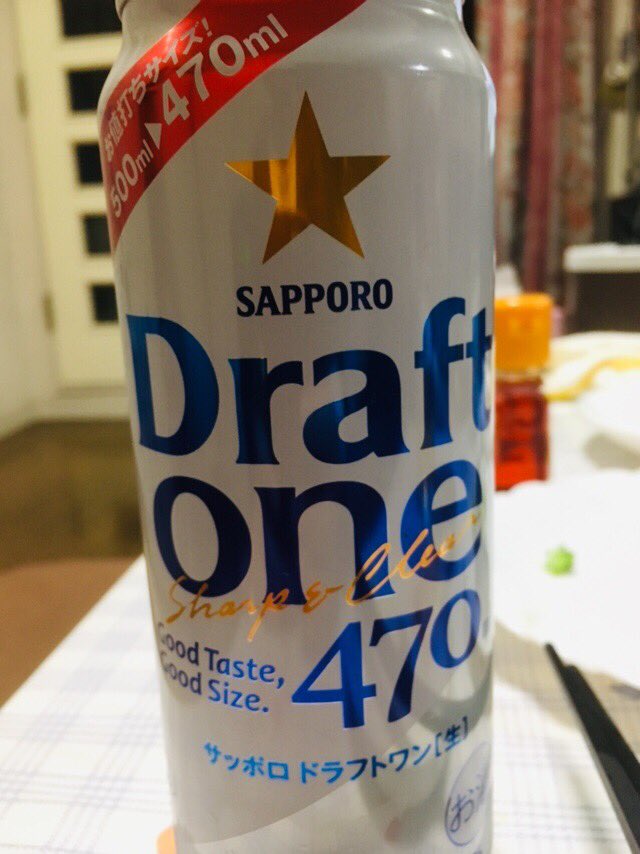 お値打ちサイズ!
500ml▶470ml
SAPPORO
Draft
one
Sharp & Clear
Good Taste,
Good Size.
470.
サッポロ ドラフトワン[生]